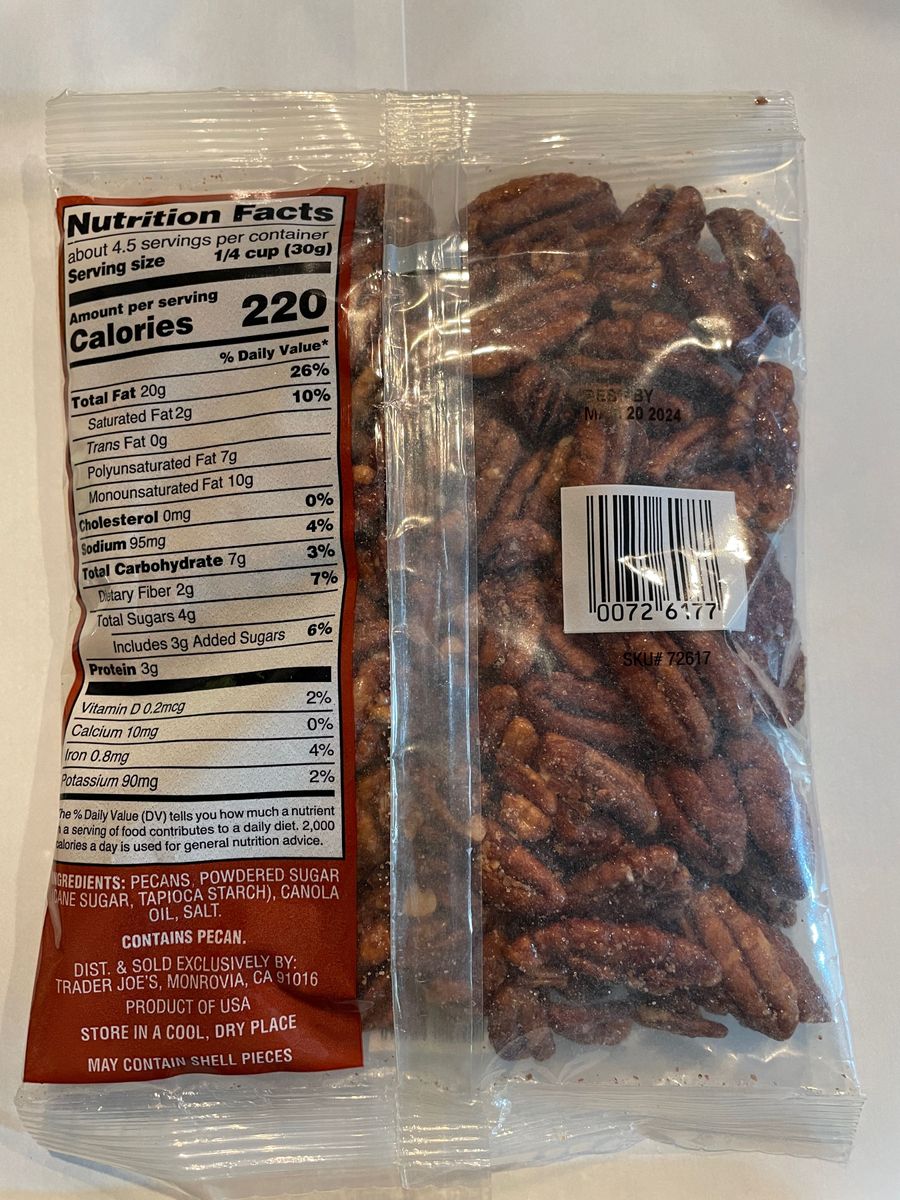 Nutrition Facts
about 4.5 servings per container
Serving size 1/4 cup (30g)
Amount per serving
Calories 220
% Daily Value*
Total Fat 20g 26%
Saturated Fat 2g 10%
Trans Fat 0g
Polyunsaturated Fat 7g
Monounsaturated Fat 10g
Cholesterol 0mg 0%
Sodium 95mg 4%
Total Carbohydrate 7g 3%
Dietary Fiber 2g 7%
Total Sugars 4g
Includes 3g Added Sugars 6%
Protein 3g
Vitamin D 0.2mcg 2%
Calcium 10mg 0%
Iron 0.8mg 4%
Potassium 90mg 2%
he % Daily Value (DV) tells you how much a nutrient
a serving of food contributes to a daily diet. 2,000
alories a day is used for general nutrition advice.
GREDIENTS: PECANS, POWDERED SUGAR
CANE SUGAR, TAPIOCA STARCH), CANOLA
OIL, SALT.
CONTAINS PECAN.
DIST. & SOLD EXCLUSIVELY BY:
TRADER JOE'S, MONROVIA, CA 91016
PRODUCT OF USA
STORE IN A COOL, DRY PLACE
MAY CONTAIN SHELL PIECES
BEST BY
20 2024
0072 6177
SKU# 72617